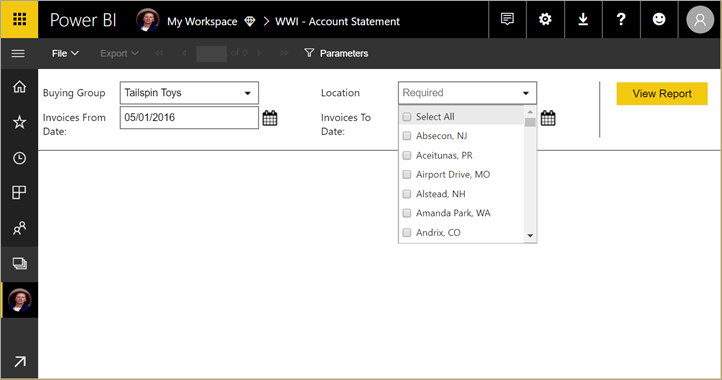 Power BI My Workspace > WWI - Account Statement
File Export of 0 Parameters
Buying Group Tailspin Toys Location Required View Report
Invoices From Date: 05/01/2016 Invoices To Date:
Select All
Absecon, NJ
Aceitunas, PR
Airport Drive, MO
Alstead, NH
Amanda Park, WA
Andrix, CO